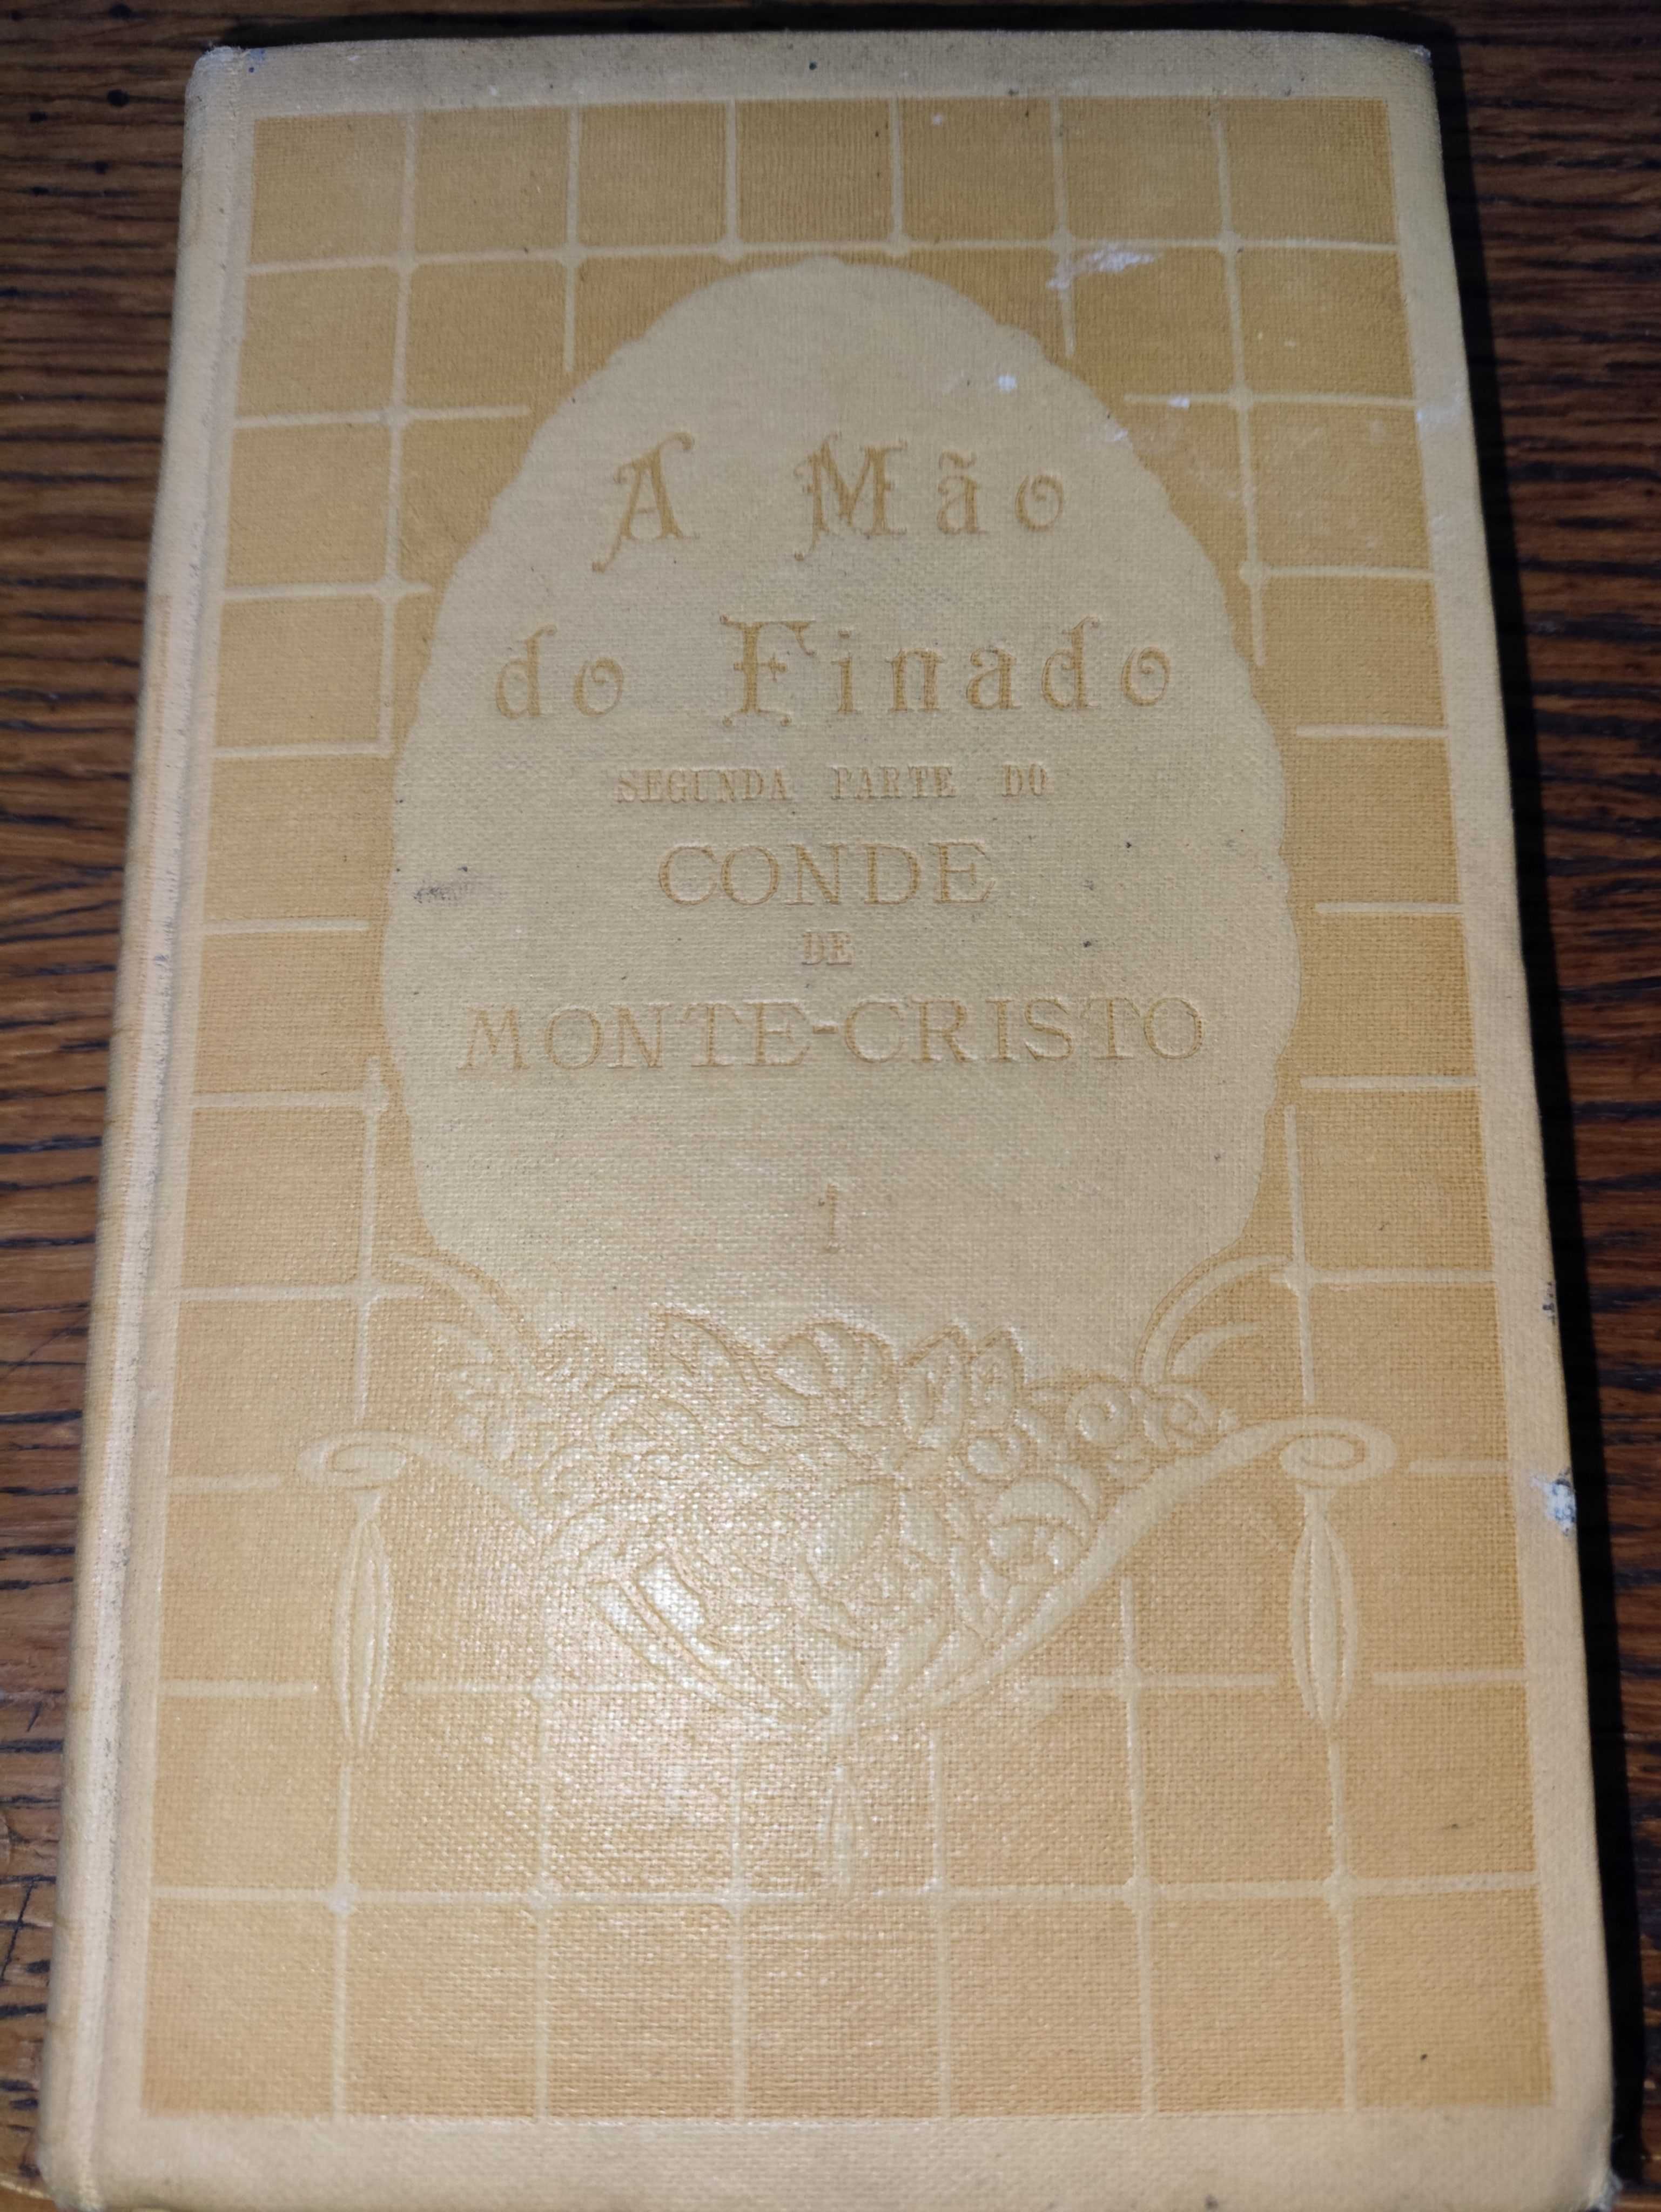 A Mão
do Finado
SEGUNDA PARTE DO
CONDE
DE
MONTE-CRISTO
1